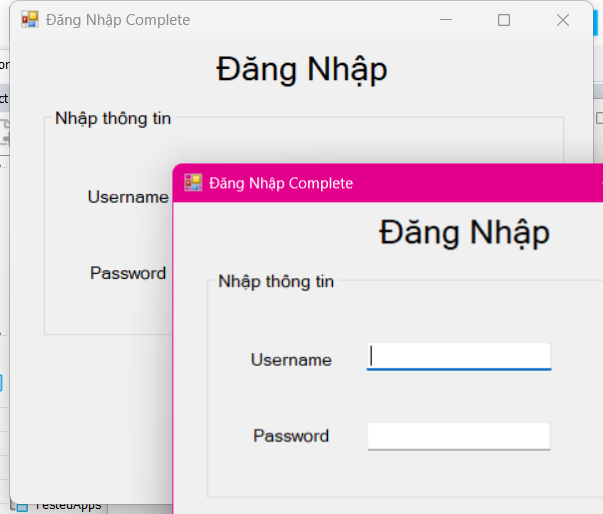 Đăng Nhập Complete
Đăng Nhập
Nhập thông tin
Username
Password
Đăng Nhập Complete
Đăng Nhập
Nhập thông tin
Username
Password
TestedApps